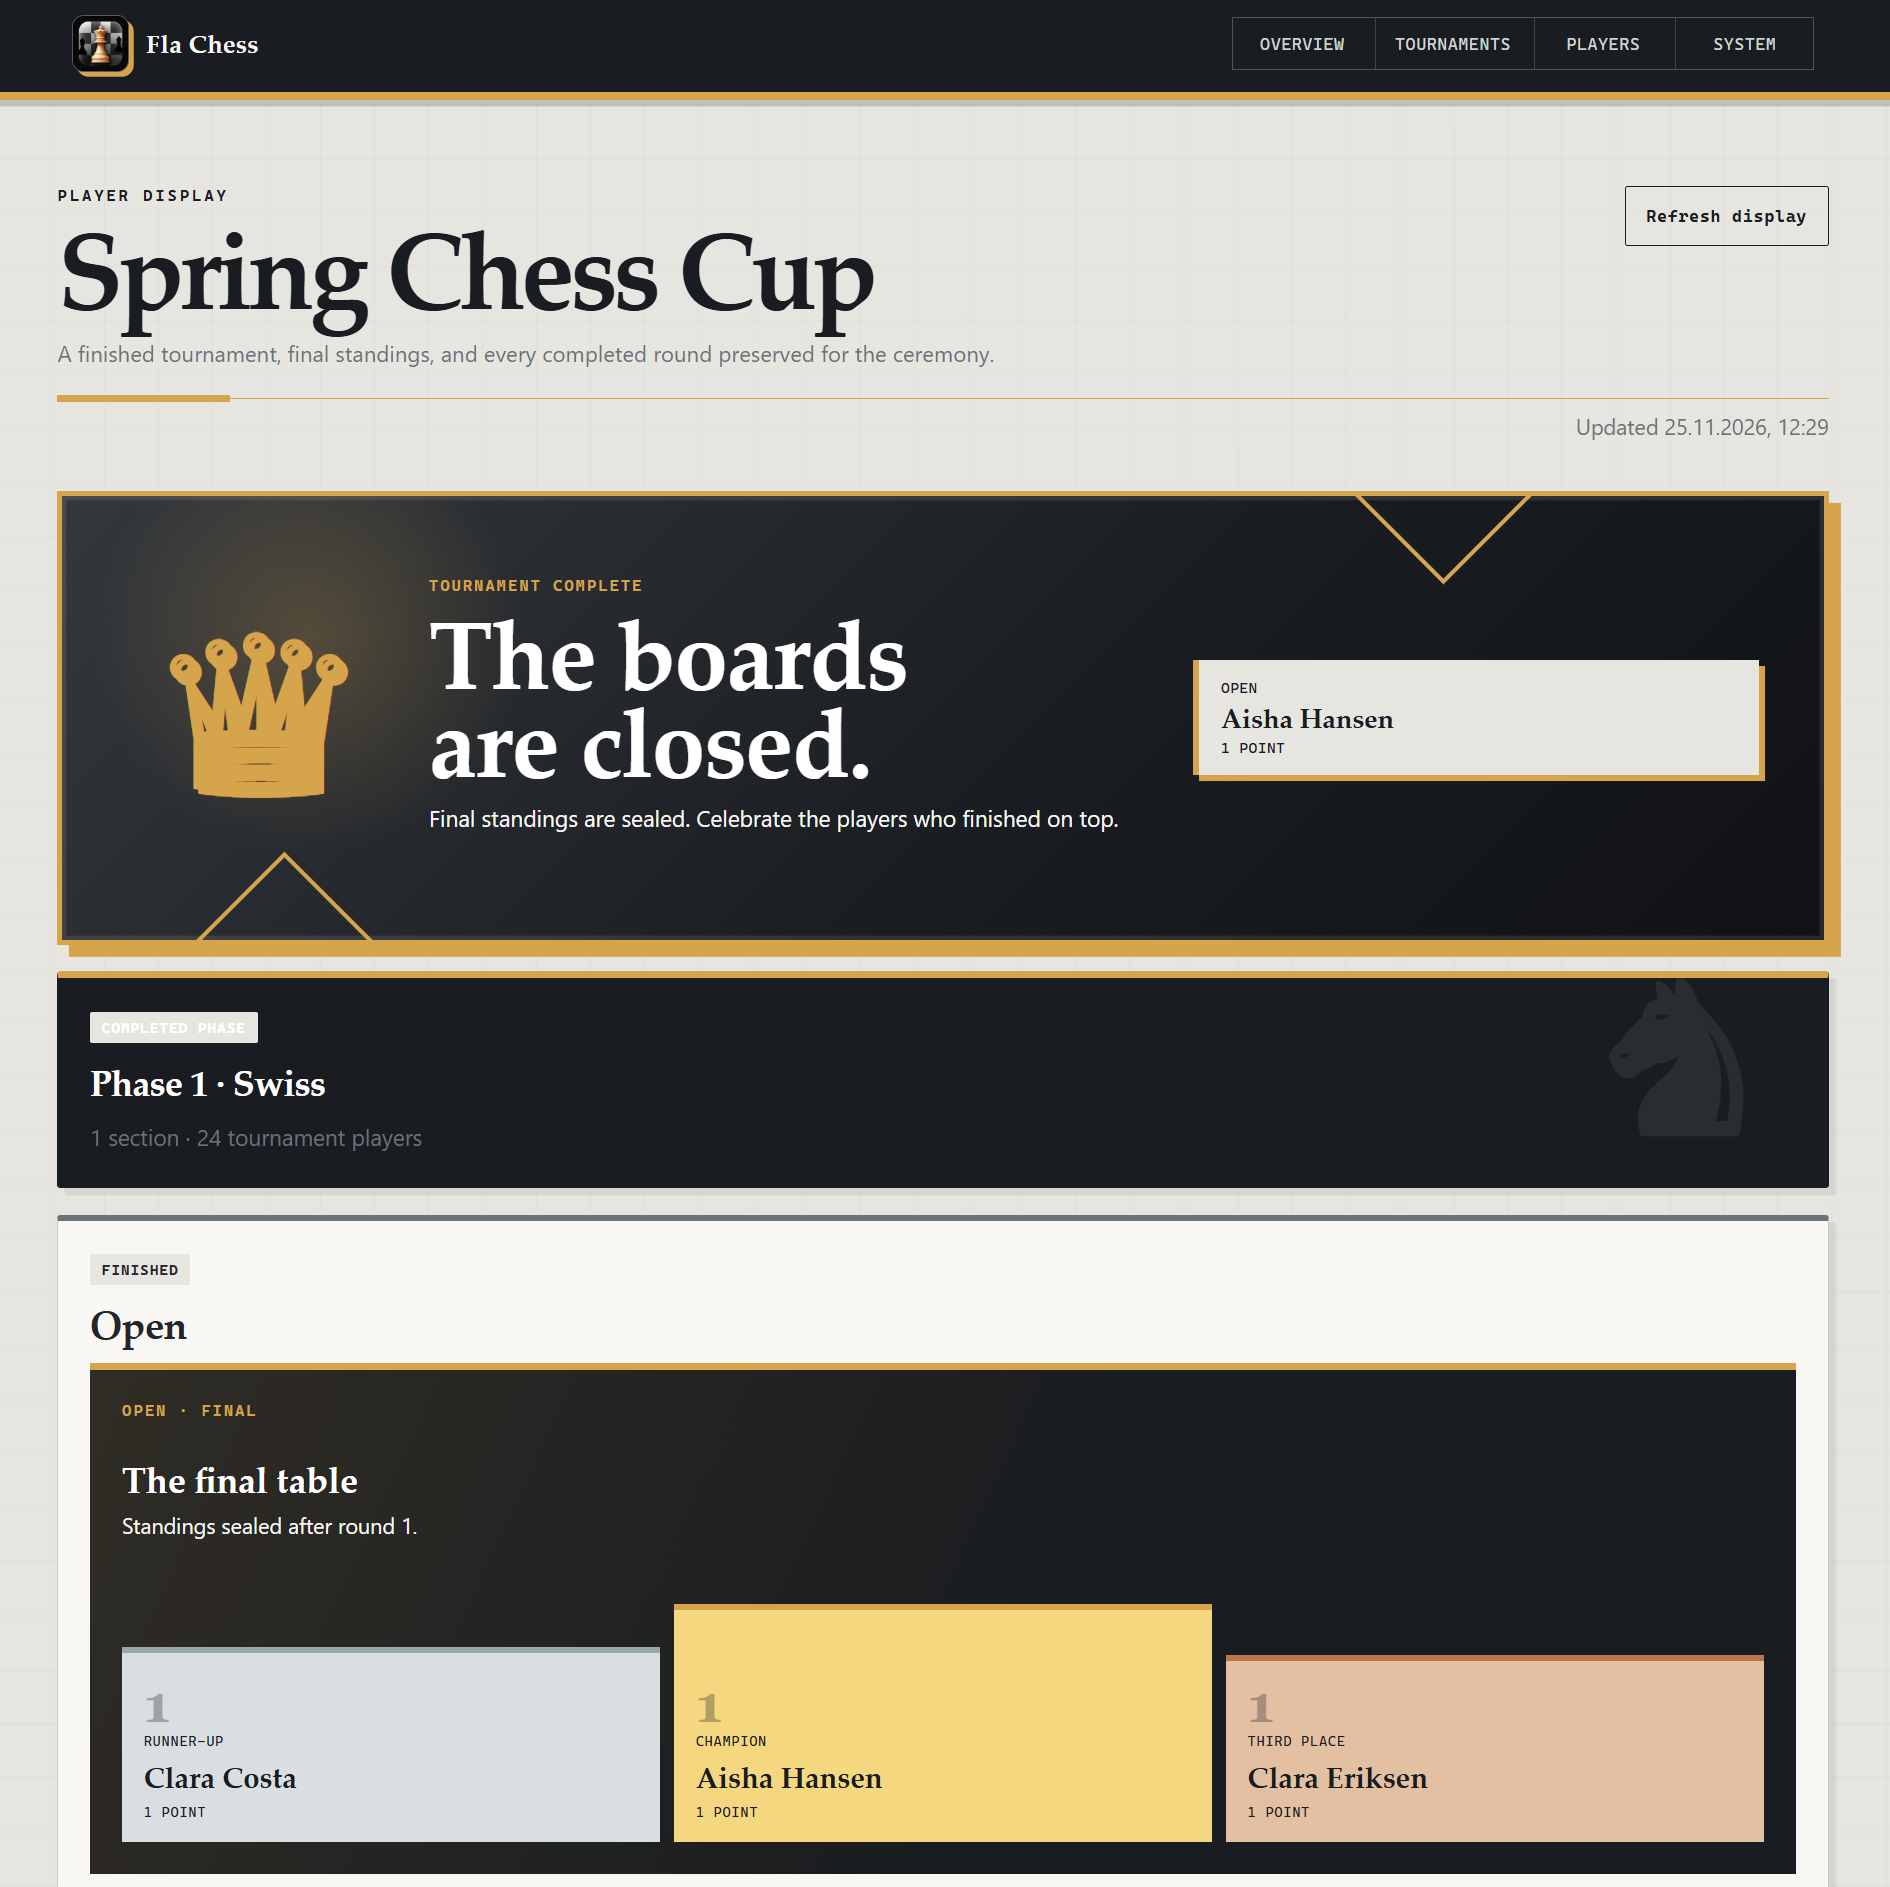 Fla Chess
OVERVIEW
TOURNAMENTS
PLAYERS
SYSTEM
PLAYER DISPLAY
Refresh display
Spring Chess Cup
A finished tournament, final standings, and every completed round preserved for the ceremony.
Updated 25.11.2026, 12:29
TOURNAMENT COMPLETE
The boards
are closed.
Final standings are sealed. Celebrate the players who finished on top.
OPEN
Aisha Hansen
1 POINT
COMPLETED PHASE
Phase 1 · Swiss
1 section · 24 tournament players
FINISHED
Open
OPEN · FINAL
The final table
Standings sealed after round 1.
1
RUNNER-UP
Clara Costa
1 POINT
1
CHAMPION
Aisha Hansen
1 POINT
1
THIRD PLACE
Clara Eriksen
1 POINT